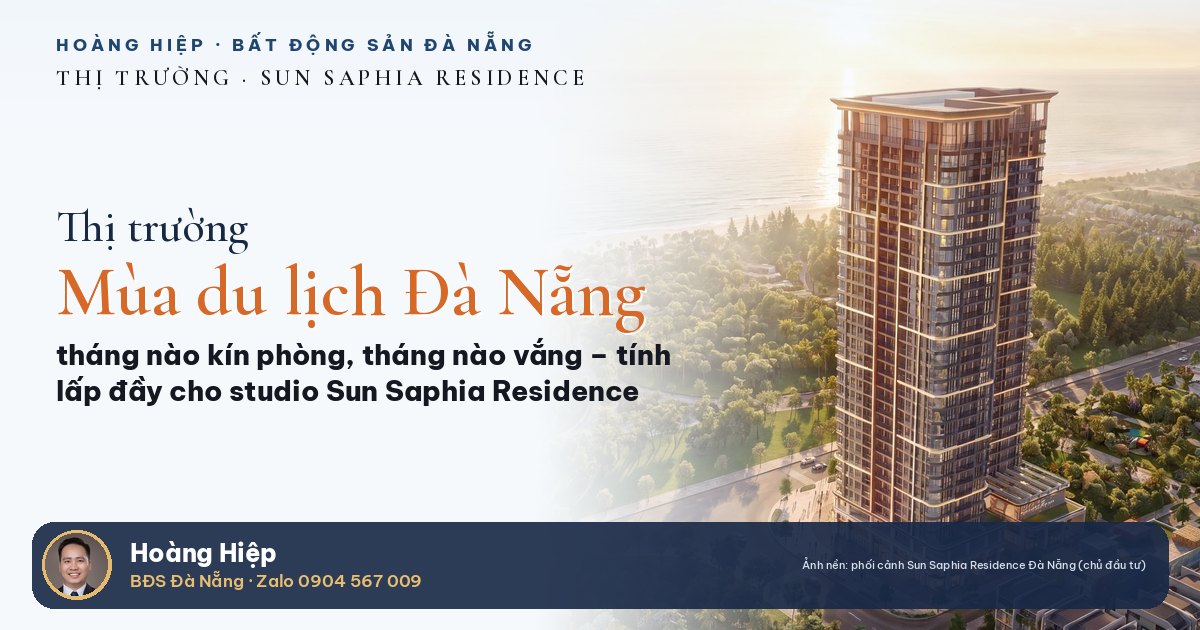 HOÀNG HIỆP · BẤT ĐỘNG SẢN ĐÀ NẴNG
THỊ TRƯỜNG · SUN SAPHIA RESIDENCE
Thị trường
Mùa du lịch Đà Nẵng
tháng nào kín phòng, tháng nào vắng – tính
lấp đầy cho studio Sun Saphia Residence
Hoàng Hiệp
BĐS Đà Nẵng · Zalo 0904 567 009
Ảnh nền: phối cảnh Sun Saphia Residence Đà Nẵng (chủ đầu tư)